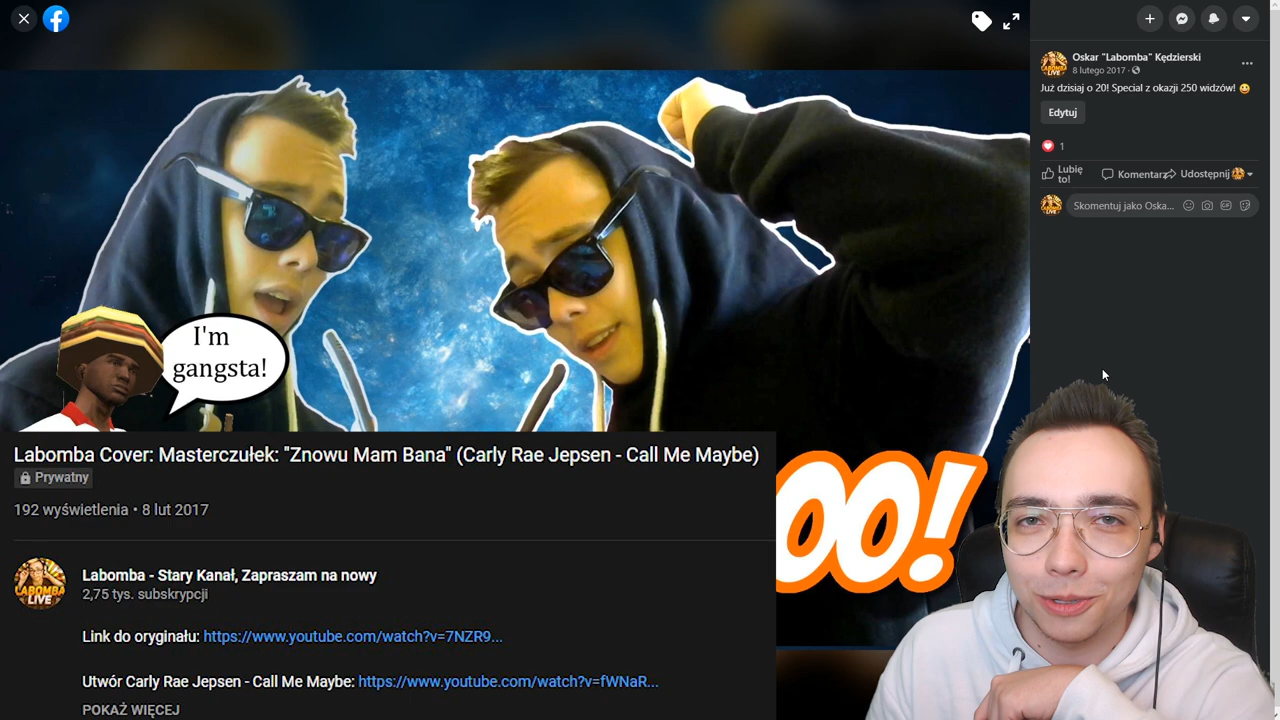 Oskar "Labomba" Kędzierski
8 lutego 2017 ·
Już dzisiaj o 20! Special z okazji 250 widzów! 😀
Edytuj
1
Lubię to!
Komentarz
Udostępnij
Skomentuj jako Oska...
I'm
gangsta!
OO!
Labomba Cover: Masterczułek: "Znowu Mam Bana" (Carly Rae Jepsen - Call Me Maybe)
Prywatny
192 wyświetlenia • 8 lut 2017
LABOMBA
LIVE
Labomba - Stary Kanał, Zapraszam na nowy
2,75 tys. subskrypcji
Link do oryginału: https://www.youtube.com/watch?v=7NZR9...
Utwór Carly Rae Jepsen - Call Me Maybe: https://www.youtube.com/watch?v=fWNaR...
POKAŻ WIĘCEJ